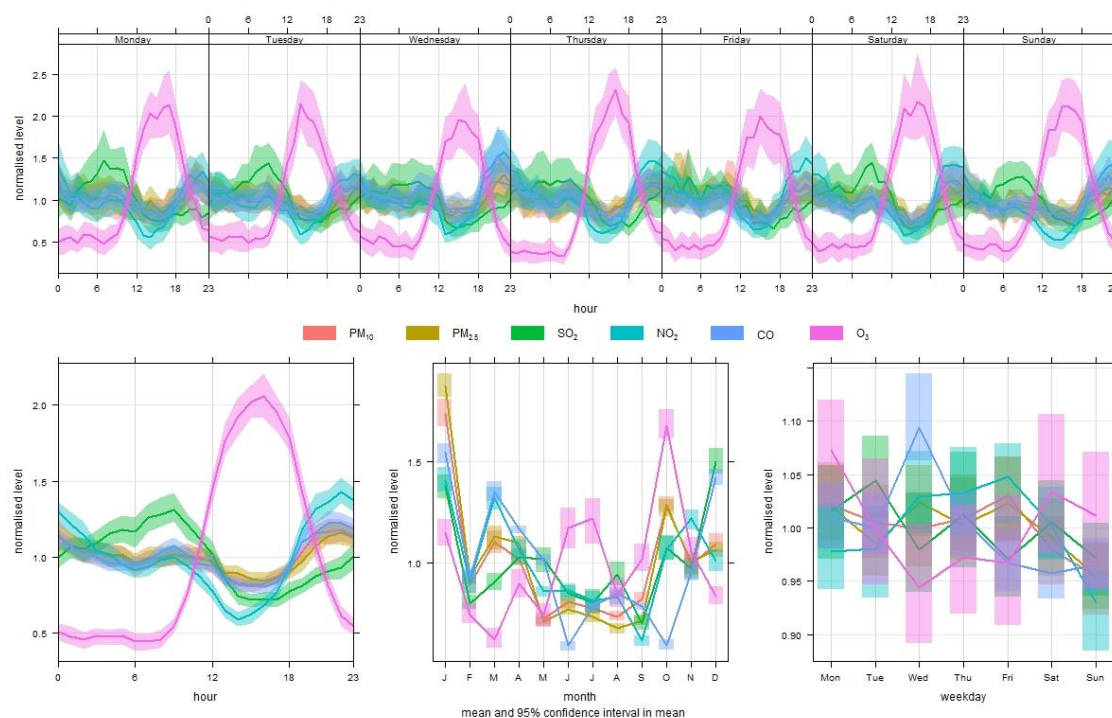 0 6 12 18 23 0 6 12 18 23 0 6 12 18 23
Monday Tuesday Wednesday Thursday Friday Saturday Sunday
2.5
2.0
1.5
1.0
0.5
normalised level
0 6 12 18 23 0 6 12 18 23 0 6 12 18 23 0 6 12 18 23
hour
PM₁₀ PM₂.₅ SO₂ NO₂ CO O₃
2.0
1.5
1.0
0.5
normalised level
0 6 12 18 23
hour
1.5
1.0
normalised level
J F M A M J J A S O N D
month
1.10
1.05
1.00
0.95
0.90
normalised level
Mon Tue Wed Thu Fri Sat Sun
weekday
mean and 95% confidence interval in mean